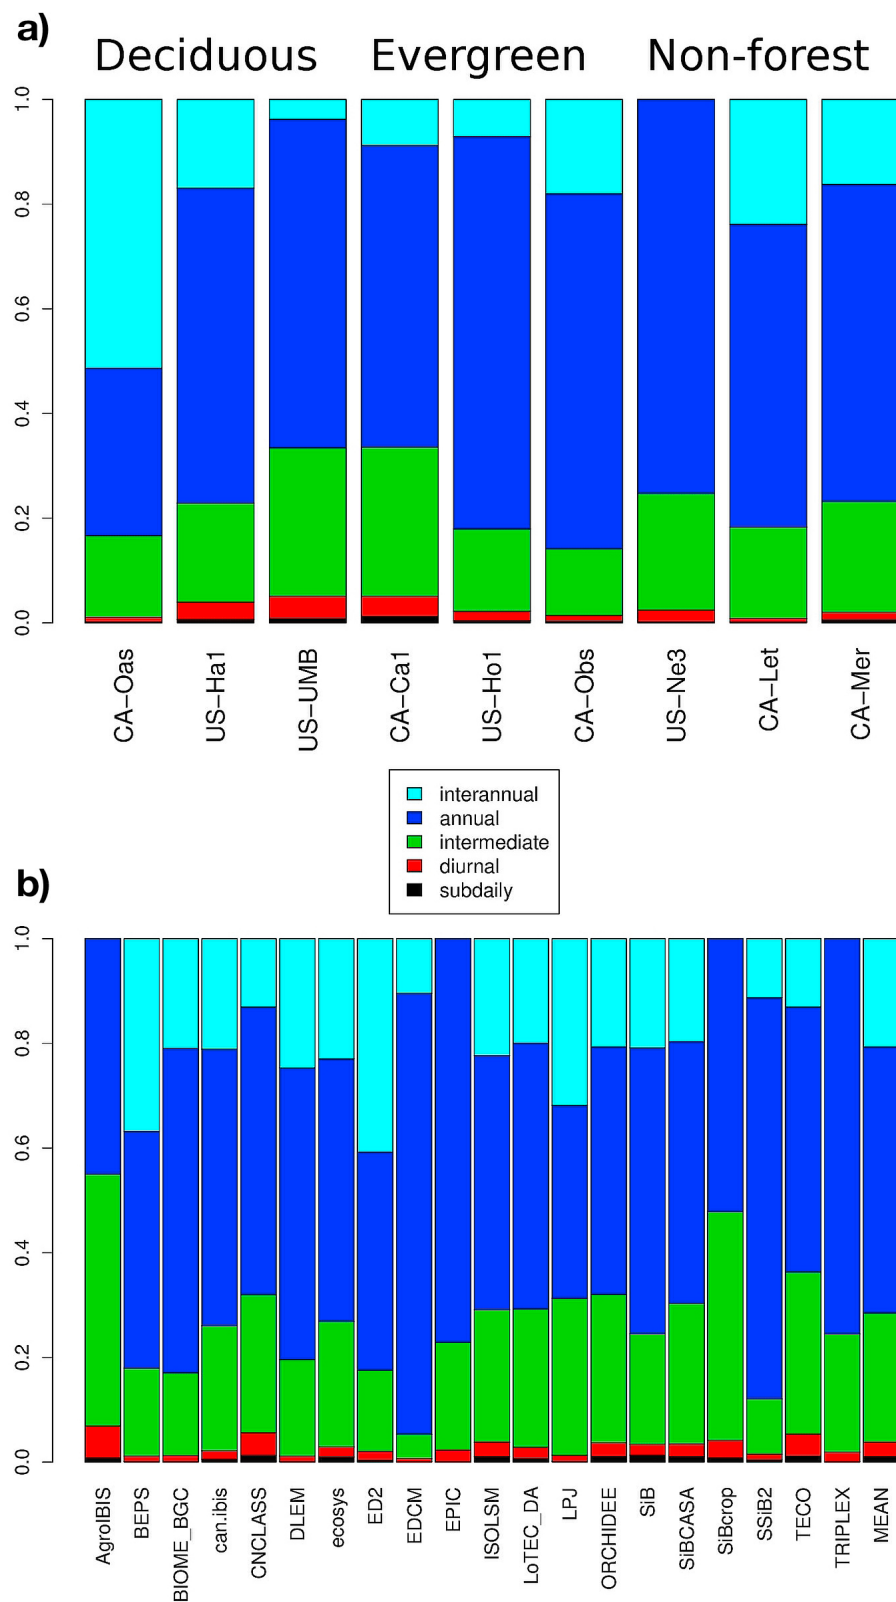 a)
Deciduous Evergreen Non-forest
1.0
0.8
0.6
0.4
0.2
0.0
CA-Oas US-Ha1 US-UMB CA-Ca1 US-Ho1 CA-Obs US-Ne3 CA-Let CA-Mer
interannual
annual
intermediate
diurnal
subdaily
b)
1.0
0.8
0.6
0.4
0.2
0.0
AgroIBIS BEPS BIOME_BGC can.ibis CNCLASS DLEM ecosys ED2 EDCM EPIC ISOLSM LoTEC_DA LPJ ORCHIDEE SiB SiBCASA SiBcrop SSiB2 TECO TRIPLEX MEAN